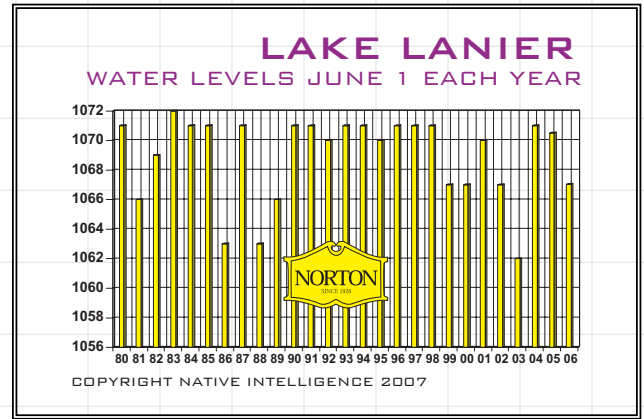 LAKE LANIER
WATER LEVELS JUNE 1 EACH YEAR
1072
1070
1068
1066
1064
1062
1060
1058
1056
NORTON
SINCE 1928
80 81 82 83 84 85 86 87 88 89 90 91 92 93 94 95 96 97 98 99 00 01 02 03 04 05 06
COPYRIGHT NATIVE INTELLIGENCE 2007